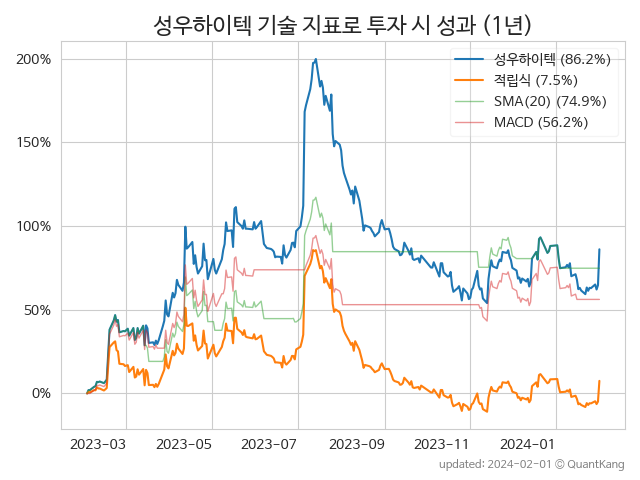 성우하이텍 기술 지표로 투자 시 성과 (1년)
200%
150%
100%
50%
0%
성우하이텍 (86.2%)
적립식 (7.5%)
SMA(20) (74.9%)
MACD (56.2%)
2023-03 2023-05 2023-07 2023-09 2023-11 2024-01
updated: 2024-02-01 © QuantKang